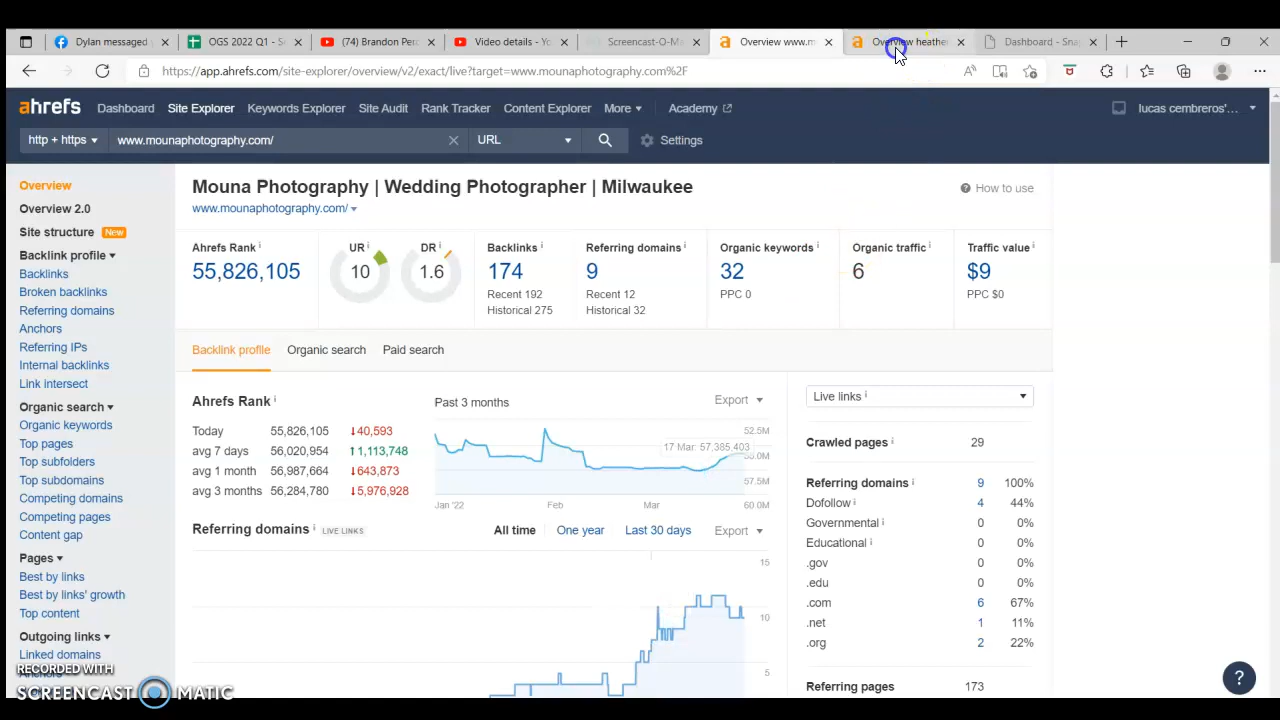 Dylan messaged y
OGS 2022 Q1 - S
(74) Brandon Perc
Video details - Yo
Screencast-O-M
Overview www.m
Overview heathe
Dashboard - Sna
https://app.ahrefs.com/site-explorer/overview/v2/exact/live?target=www.mounaphotography.com%2F
ahrefs
Dashboard
Site Explorer
Keywords Explorer
Site Audit
Rank Tracker
Content Explorer
More
Academy
lucas cembreros'...
http + https
www.mounaphotography.com/
URL
Settings
Overview
Overview 2.0
Site structure New
Backlink profile
Backlinks
Broken backlinks
Referring domains
Anchors
Referring IPs
Internal backlinks
Link intersect
Organic search
Organic keywords
Top pages
Top subfolders
Top subdomains
Competing domains
Competing pages
Content gap
Pages
Best by links
Best by links' growth
Top content
Outgoing links
Linked domains
Anchors
RECORDED WITH
SCREENCAST MATIC
Mouna Photography | Wedding Photographer | Milwaukee
How to use
www.mounaphotography.com/
Ahrefs Rank
55,826,105
UR
10
DR
1.6
Backlinks
174
Recent 192
Historical 275
Referring domains
9
Recent 12
Historical 32
Organic keywords
32
PPC 0
Organic traffic
6
Traffic value
$9
PPC $0
Backlink profile
Organic search
Paid search
Ahrefs Rank
Today 55,826,105 ↓40,593
avg 7 days 56,020,954 ↑1,113,748
avg 1 month 56,987,664 ↓643,873
avg 3 months 56,284,780 ↓5,976,928
Past 3 months
Export
17 Mar: 57,385,403
52.5M
55.0M
57.5M
60.0M
Jan '22
Feb
Mar
Referring domains LIVE LINKS
All time
One year
Last 30 days
Export
15
10
5
Live links
Crawled pages 29
Referring domains 9 100%
Dofollow 4 44%
Governmental 0 0%
Educational 0 0%
.gov 0 0%
.edu 0 0%
.com 6 67%
.net 1 11%
.org 2 22%
Referring pages 173
?